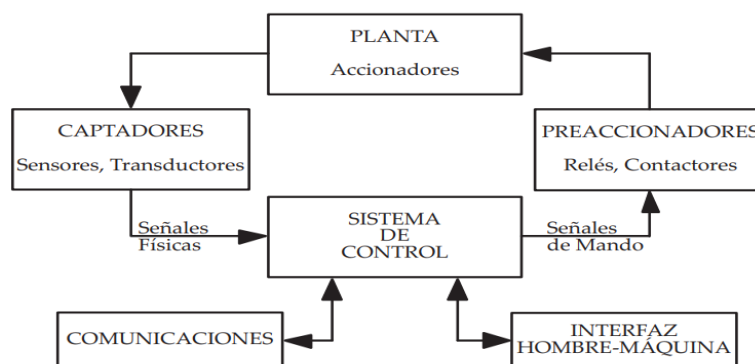 PLANTA
Accionadores
CAPTADORES
Sensores, Transductores
PREACCIONADORES
Relés, Contactores
Señales
Físicas
SISTEMA
DE
CONTROL
Señales
de Mando
COMUNICACIONES
INTERFAZ
HOMBRE-MÁQUINA